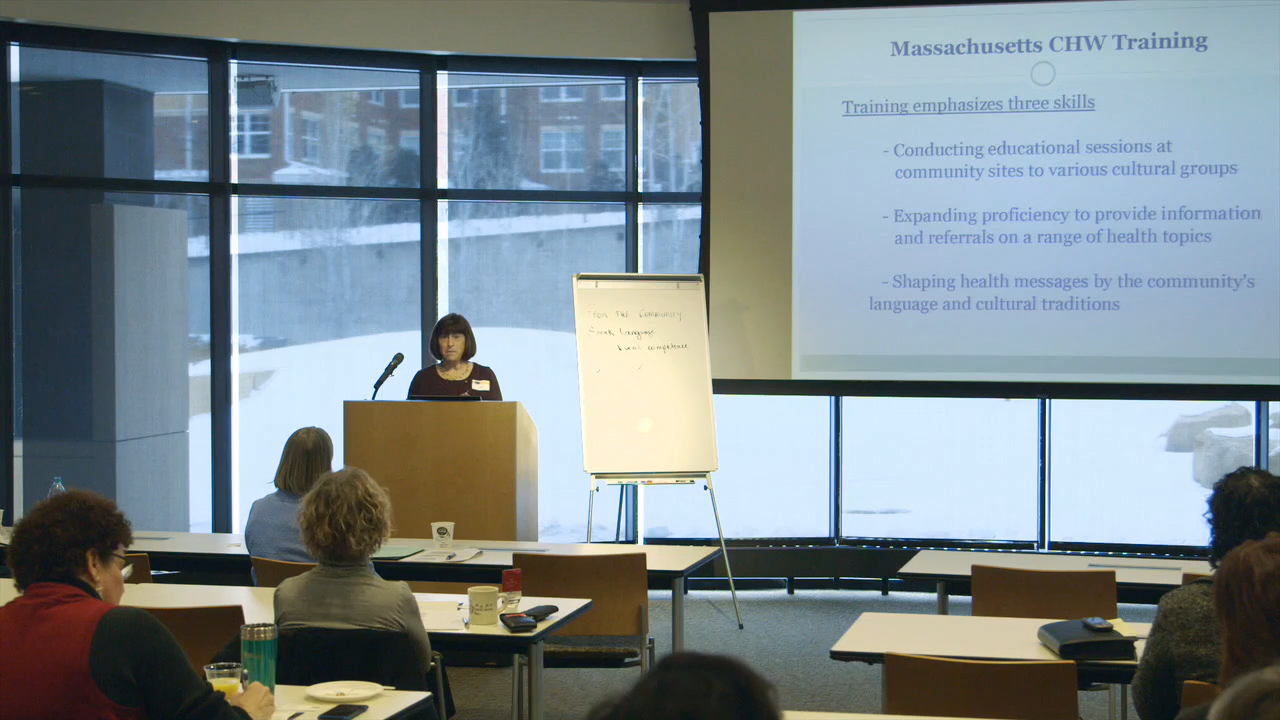 Massachusetts CHW Training
Training emphasizes three skills
- Conducting educational sessions at
community sites to various cultural groups
- Expanding proficiency to provide information
and referrals on a range of health topics
- Shaping health messages by the community's
language and cultural traditions
From the Community
Language
competence